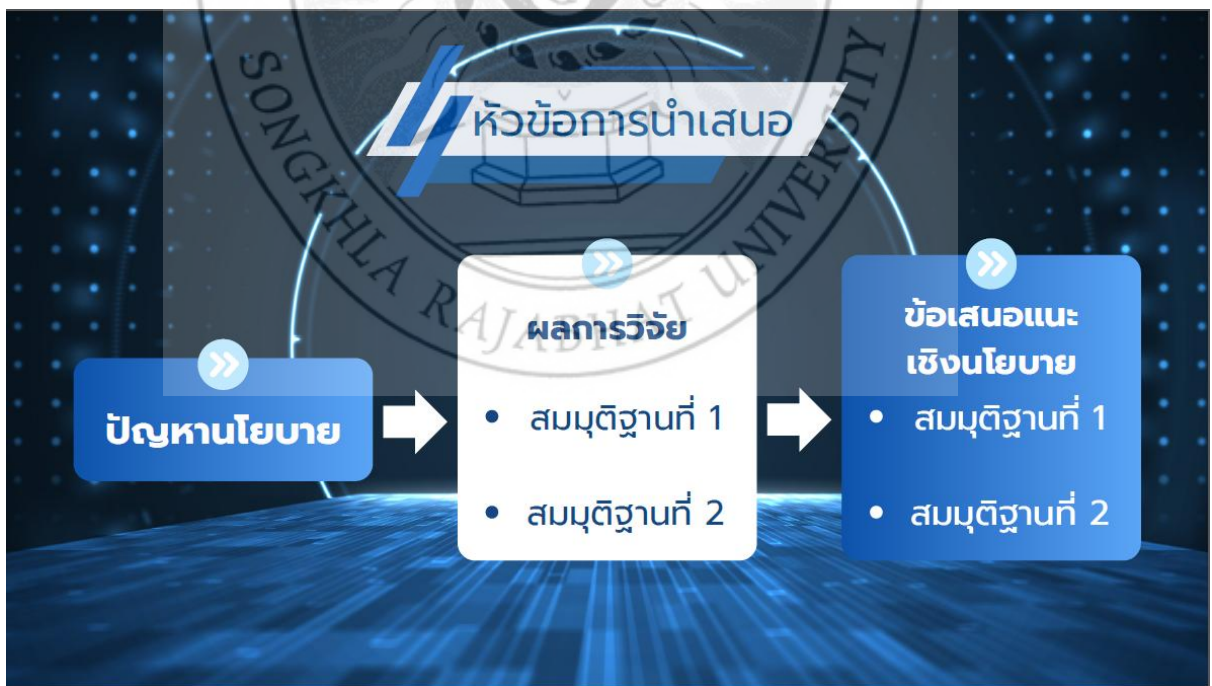 SONGKHLA RAJABHAT UNIVERSITY
หัวข้อการนำเสนอ
ปัญหานโยบาย
ผลการวิจัย
• สมมุติฐานที่ 1
• สมมุติฐานที่ 2
ข้อเสนอแนะ
เชิงนโยบาย
• สมมุติฐานที่ 1
• สมมุติฐานที่ 2